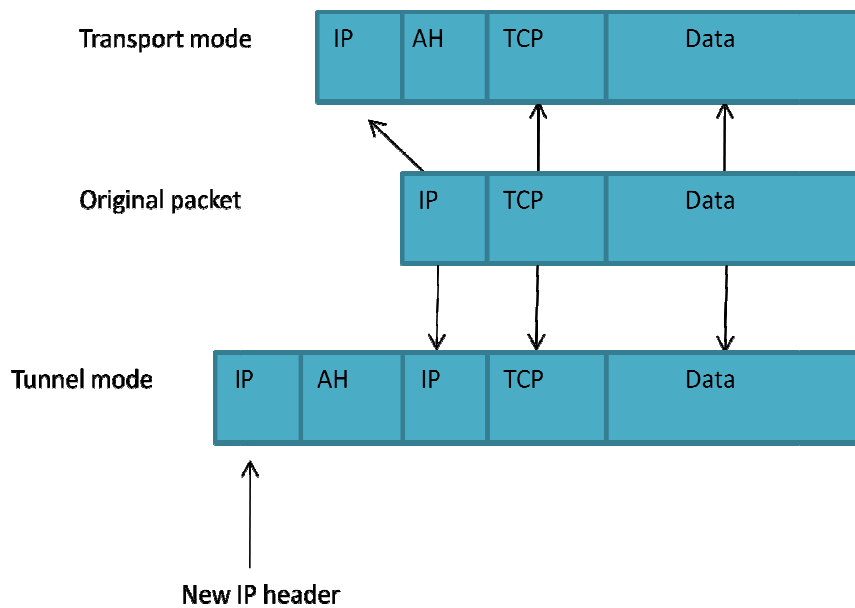 Transport mode IP AH TCP Data
Original packet IP TCP Data
Tunnel mode IP AH IP TCP Data
New IP header